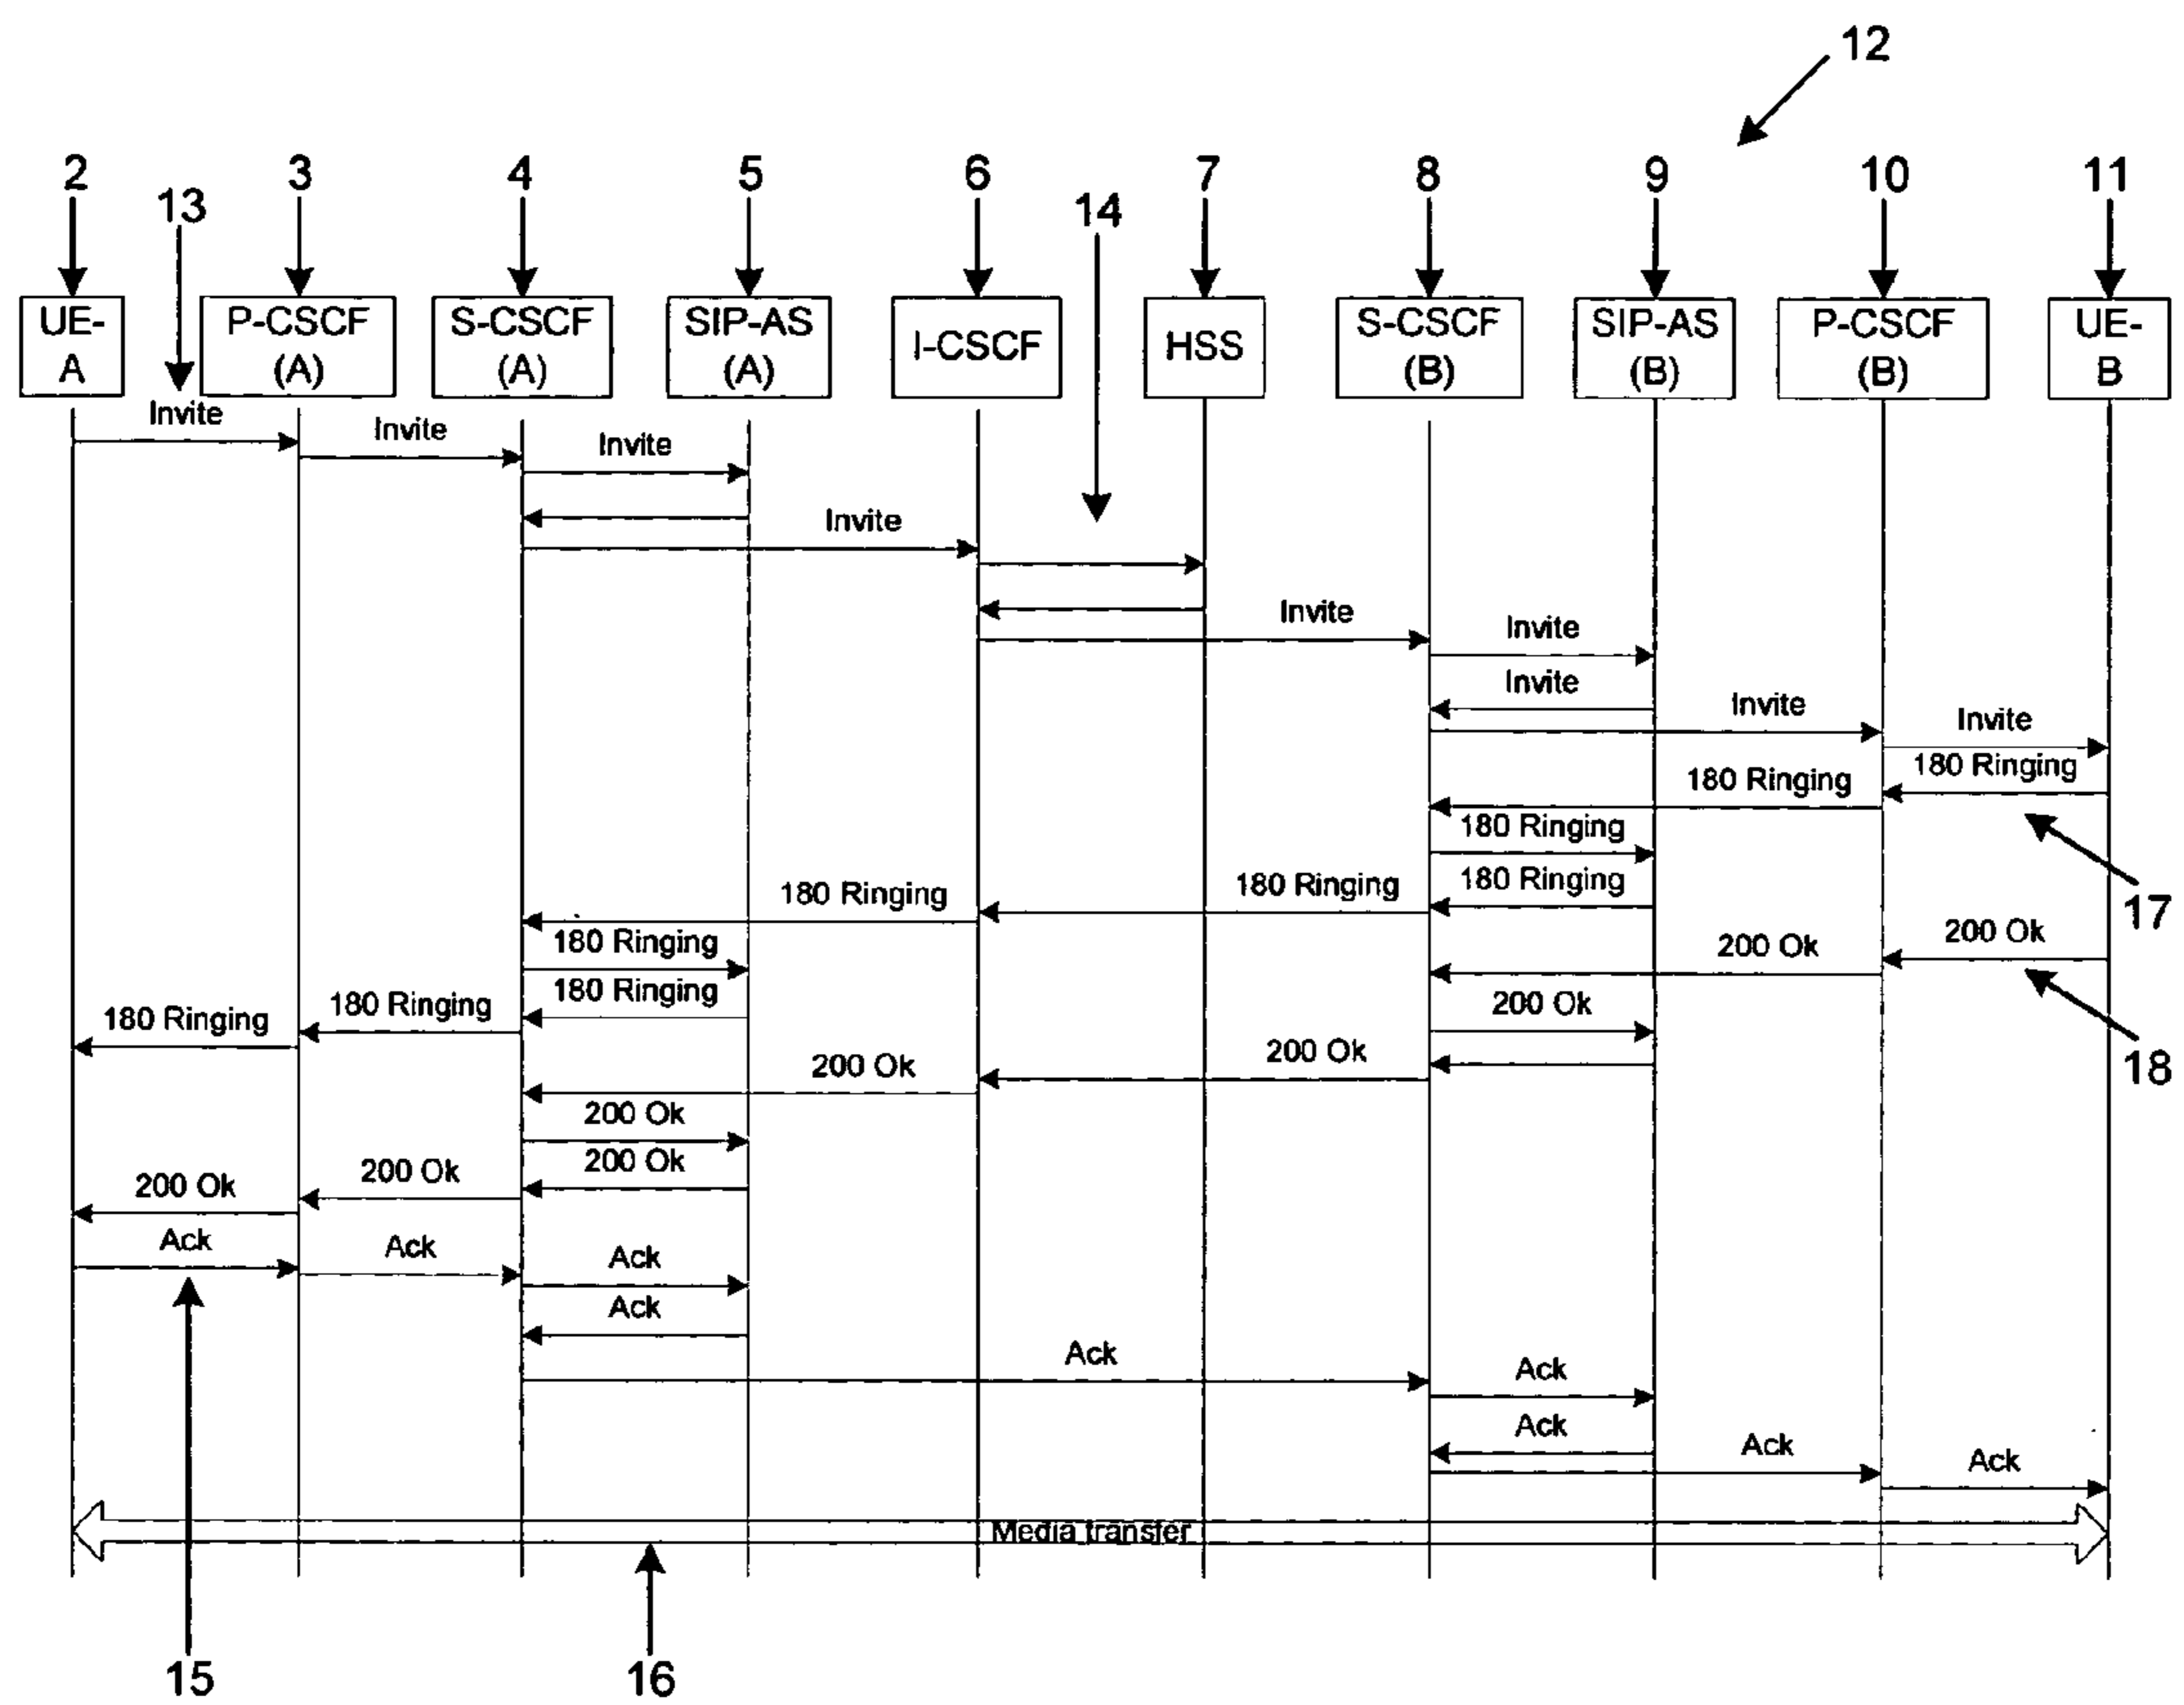 12
2
13
3
4
5
6
14
7
8
9
10
11
UE-
A
P-CSCF
(A)
S-CSCF
(A)
SIP-AS
(A)
I-CSCF
HSS
S-CSCF
(B)
SIP-AS
(B)
P-CSCF
(B)
UE-
B
Invite
Invite
Invite
Invite
Invite
Invite
Invite
Invite
Invite
180 Ringing
180 Ringing
180 Ringing
180 Ringing
180 Ringing
180 Ringing
17
200 Ok
200 Ok
180 Ringing
180 Ringing
180 Ringing
180 Ringing
200 Ok
200 Ok
200 Ok
18
200 Ok
200 Ok
200 Ok
200 Ok
Ack
Ack
Ack
Ack
Ack
Ack
Ack
Ack
Ack
Media transfer
15
16